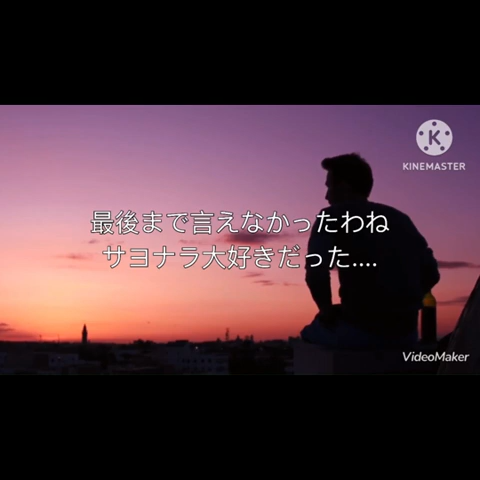 K
KINEMASTER
最後まで言えなかったわね
サヨナラ大好きだった....
VideoMaker